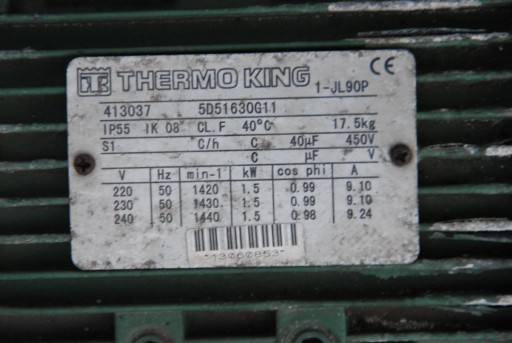 TK THERMO KING 1-JL90P CE
413037 5D51630G11
IP55 IK 08 CL.F 40°C 17.5kg
S1 C/h C 40µF 450V
C µF V
V Hz min-1 kW cos phi A
220 50 1420 1.5 0.99 9.10
230 50 1430 1.5 0.99 9.10
240 50 1440 1.5 0.98 9.24
*13060853*